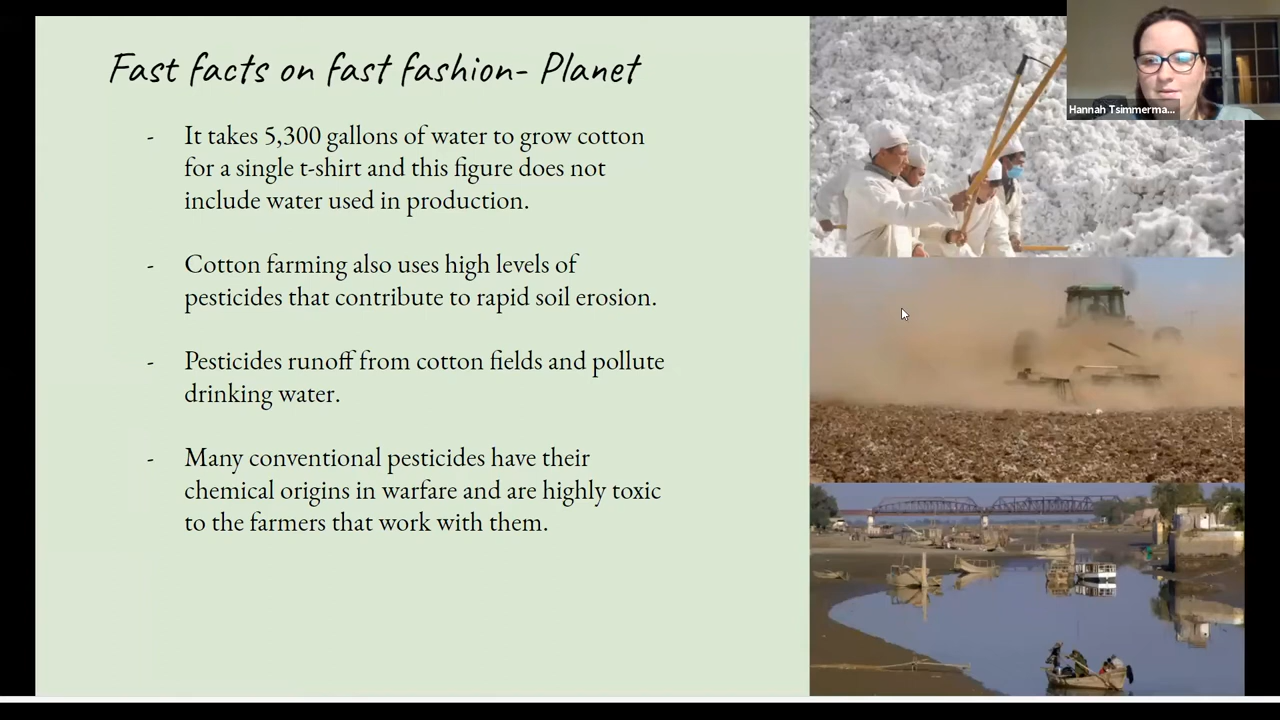 Fast facts on fast fashion- Planet
- It takes 5,300 gallons of water to grow cotton
for a single t-shirt and this figure does not
include water used in production.
- Cotton farming also uses high levels of
pesticides that contribute to rapid soil erosion.
- Pesticides runoff from cotton fields and pollute
drinking water.
- Many conventional pesticides have their
chemical origins in warfare and are highly toxic
to the farmers that work with them.
Hannah Tsimmerma...